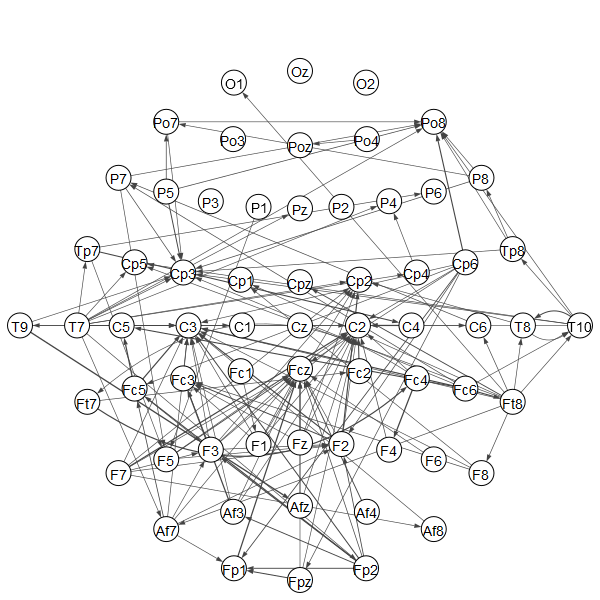 Oz
O1 O2
Po7 Po8
Po3 Poz Po4
P7 P8
P5 P6
P3 P1 Pz P2 P4
Tp7 Tp8
Cp5 Cp3 Cp1 Cpz Cp2 Cp4 Cp6
T9 T7 C5 C3 C1 Cz C2 C4 C6 T8 T10
Fc5 Fc3 Fc1 Fcz Fc2 Fc4 Fc6
Ft7 Ft8
F7 F5 F3 F1 Fz F2 F4 F6 F8
Af7 Af3 Afz Af4 Af8
Fp1 Fpz Fp2